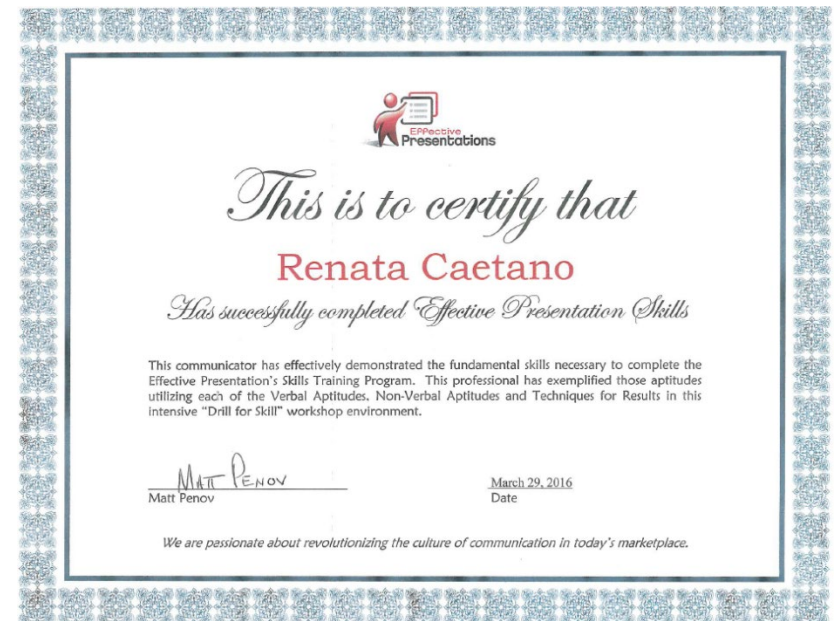 EFFective
Presentations
This is to certify that
Renata Caetano
Has successfully completed Effective Presentation Skills
This communicator has effectively demonstrated the fundamental skills necessary to complete the
Effective Presentation's Skills Training Program. This professional has exemplified those aptitudes
utilizing each of the Verbal Aptitudes, Non-Verbal Aptitudes and Techniques for Results in this
intensive "Drill for Skill" workshop environment.
MATT PENOV
March 29, 2016
Matt Penov
Date
We are passionate about revolutionizing the culture of communication in today's marketplace.